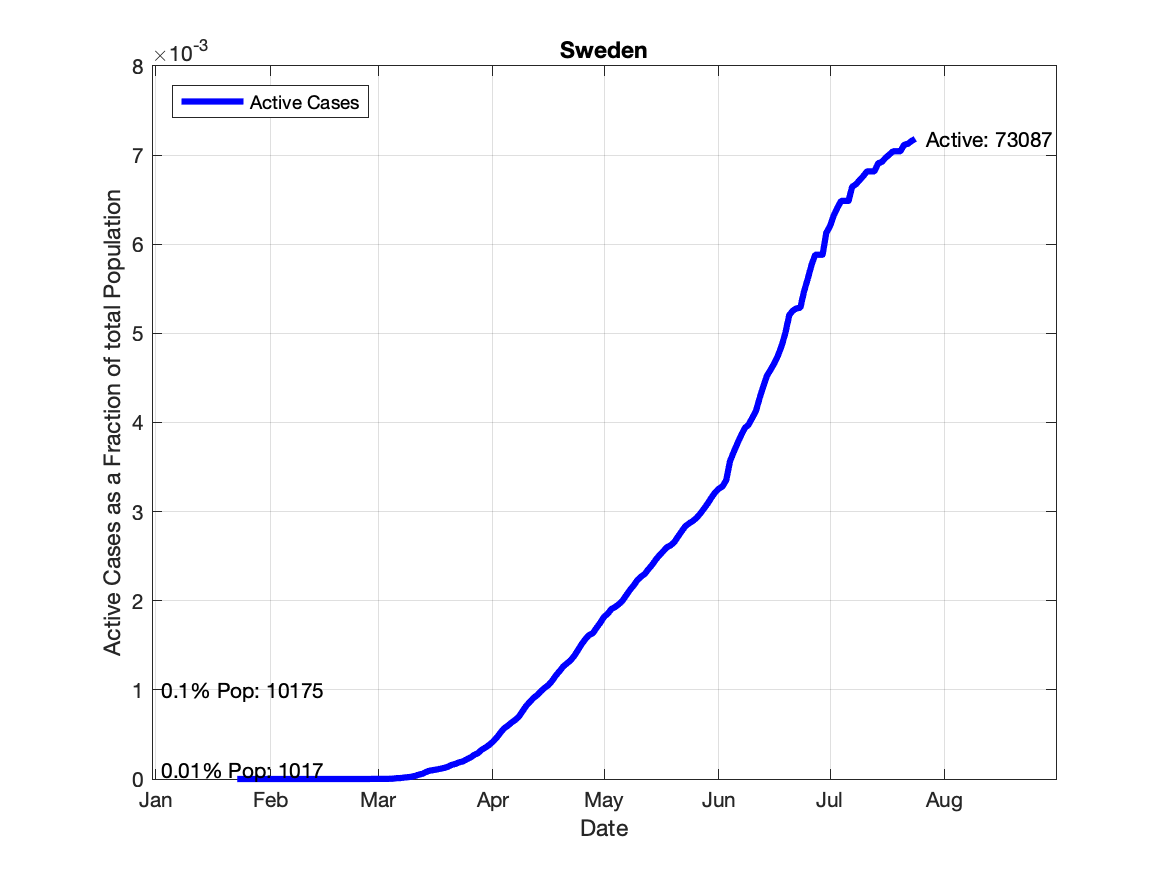 Sweden
×10-3
Active Cases
Active: 73087
8
7
6
5
4
3
2
1
0
0.1% Pop: 10175
0.01% Pop: 1017
Jan Feb Mar Apr May Jun Jul Aug
Date
Active Cases as a Fraction of total Population